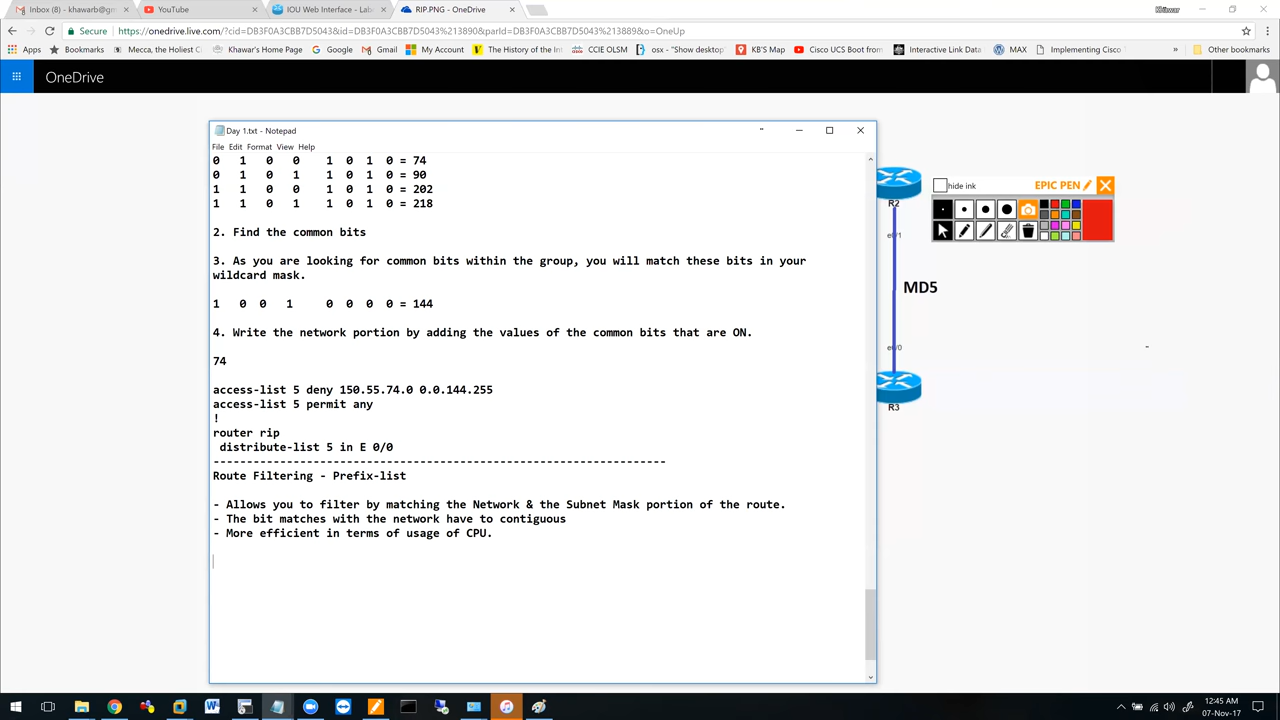 Inbox (8) - khawarb@gm
YouTube
IOU Web Interface - Lab
RIP.PNG - OneDrive
Khawar
Secure
https://onedrive.live.com/?cid=DB3F0A3CBB7D5043&id=DB3F0A3CBB7D5043%213890&parId=DB3F0A3CBB7D5043%213889&o=OneUp
Apps
Bookmarks
Mecca, the Holiest C
Khawar's Home Page
Google
Gmail
My Account
The History of the In
CCIE OLSM
osx - "Show desktop'
KB'S Map
Cisco UCS Boot from
Interactive Link Data
MAX
Implementing Cisco
»
Other bookmarks
OneDrive
Day 1.txt - Notepad
File Edit Format View Help
0 1 0 0 1 0 1 0 = 74
0 1 0 1 1 0 1 0 = 90
1 1 0 0 1 0 1 0 = 202
1 1 0 1 1 0 1 0 = 218
2. Find the common bits
3. As you are looking for common bits within the group, you will match these bits in your
wildcard mask.
1 0 0 1 0 0 0 0 = 144
4. Write the network portion by adding the values of the common bits that are ON.
74
access-list 5 deny 150.55.74.0 0.0.144.255
access-list 5 permit any
!
router rip
distribute-list 5 in E 0/0
--------------------------------------------------------------------
Route Filtering - Prefix-list
- Allows you to filter by matching the Network & the Subnet Mask portion of the route.
- The bit matches with the network have to contiguous
- More efficient in terms of usage of CPU.
hide ink
EPIC PEN
R2
MD5
R3
12:45 AM
07-Nov-17